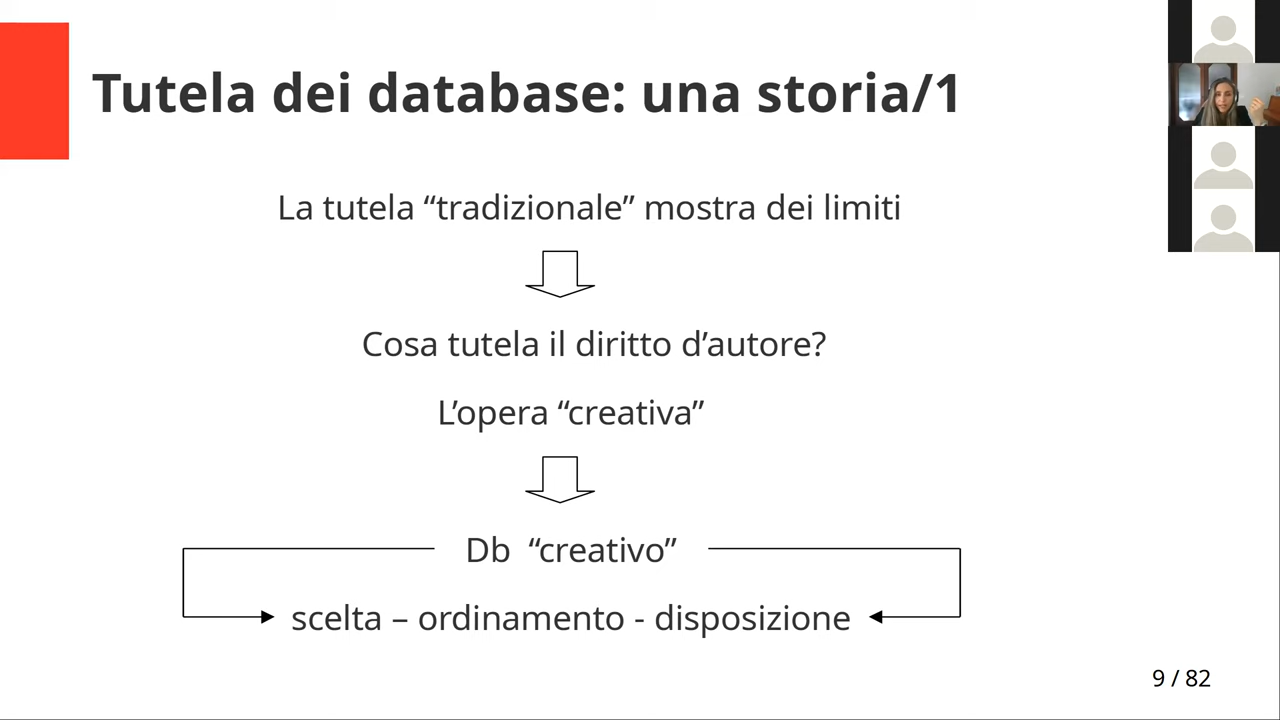 Tutela dei database: una storia/1
La tutela “tradizionale” mostra dei limiti
Cosa tutela il diritto d’autore?
L’opera “creativa”
Db “creativo”
scelta – ordinamento - disposizione
9 / 82